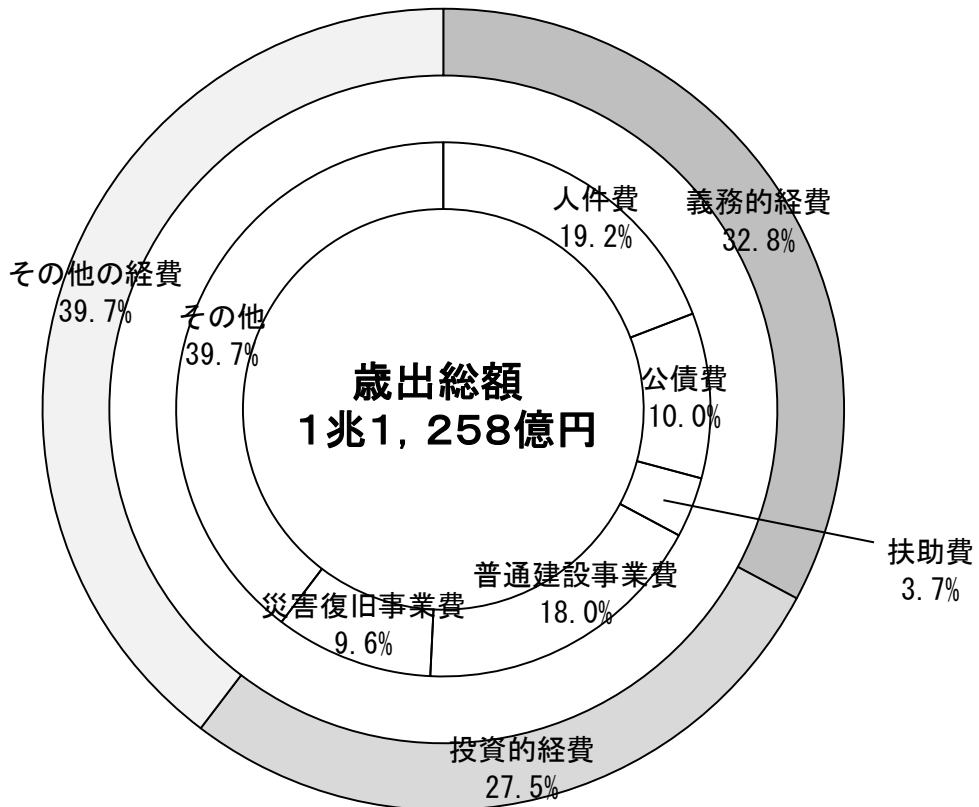 人件費
19.2%
義務的経費
32.8%
その他の経費
39.7%
その他
39.7%
歳出総額
1兆1,258億円
公債費
10.0%
扶助費
3.7%
普通建設事業費
18.0%
災害復旧事業費
9.6%
投資的経費
27.5%